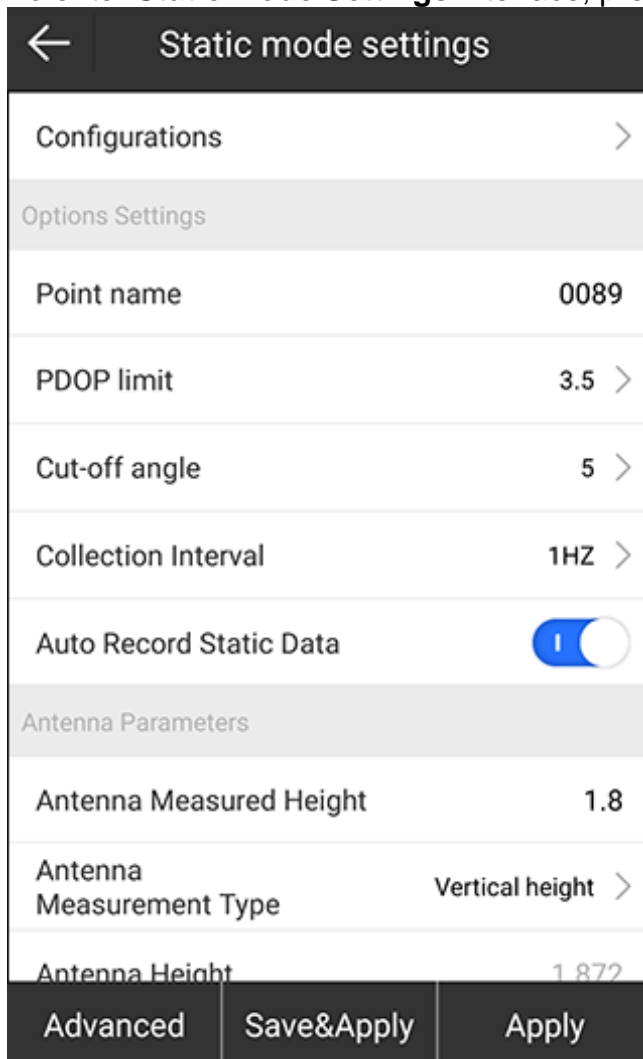 Static mode settings
Configurations
Options Settings
Point name 0089
PDOP limit 3.5
Cut-off angle 5
Collection Interval 1HZ
Auto Record Static Data
Antenna Parameters
Antenna Measured Height 1.8
Antenna
Measurement Type Vertical height
Antenna Height 1.872
Advanced Save&Apply Apply